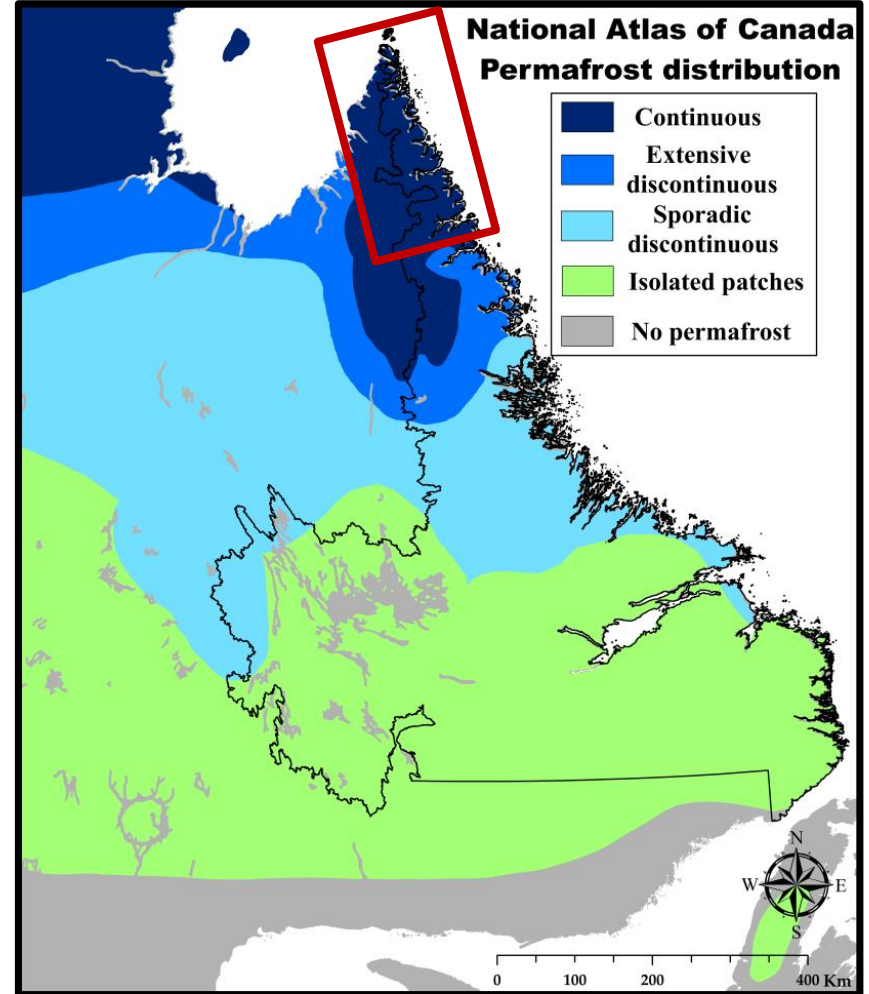 National Atlas of Canada
Permafrost distribution
Continuous
Extensive
discontinuous
Sporadic
discontinuous
Isolated patches
No permafrost
N
W E
S
0 100 200 400 Km